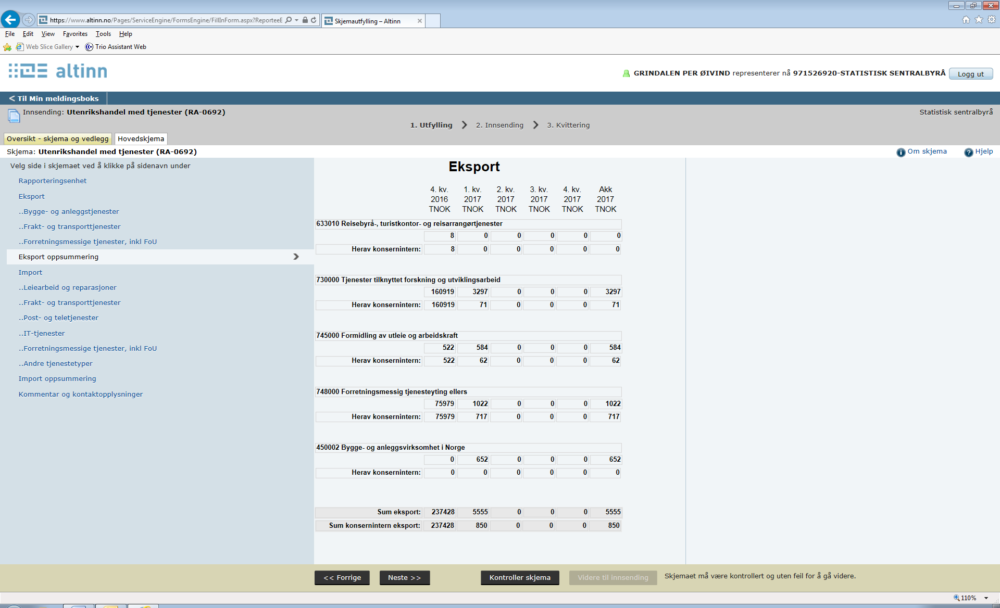 https://www.altinn.no/Pages/ServiceEngine/FormsEngine/FillInForm.aspx?ReporteeE
Skjemautfylling – Altinn
File Edit View Favorites Tools Help
Web Slice Gallery Trio Assistant Web
altinn
GRINDALEN PER ØIVIND representerer nå 971526920-STATISTISK SENTRALBYRÅ Logg ut
< Til Min meldingsboks
Innsending: Utenrikshandel med tjenester (RA-0692) Statistisk sentralbyrå
1. Utfylling 2. Innsending 3. Kvittering
Oversikt - skjema og vedlegg Hovedskjema
Skjema: Utenrikshandel med tjenester (RA-0692) Om skjema Hjelp
Velg side i skjemaet ved å klikke på sidenavn under
Rapporteringsenhet
Eksport
..Bygge- og anleggstjenester
..Frakt- og transporttjenester
..Forretningsmessige tjenester, inkl FoU
Eksport oppsummering
Import
..Leiearbeid og reparasjoner
..Frakt- og transporttjenester
..Post- og teletjenester
..IT-tjenester
..Forretningsmessige tjenester, inkl FoU
..Andre tjenestetyper
Import oppsummering
Kommentar og kontaktopplysninger
Eksport
4. kv. 1. kv. 2. kv. 3. kv. 4. kv. Akk
2016 2017 2017 2017 2017 2017
TNOK TNOK TNOK TNOK TNOK TNOK
633010 Reisebyrå-, turistkontor- og reisarrangørtjenester
8 0 0 0 0 0
Herav konsernintern: 8 0 0 0 0 0
730000 Tjenester tilknyttet forskning og utviklingsarbeid
160919 3297 0 0 0 3297
Herav konsernintern: 160919 71 0 0 0 71
745000 Formidling av utleie og arbeidskraft
522 584 0 0 0 584
Herav konsernintern: 522 62 0 0 0 62
748000 Forretningsmessig tjenesteyting ellers
75979 1022 0 0 0 1022
Herav konsernintern: 75979 717 0 0 0 717
450002 Bygge- og anleggsvirksomhet i Norge
0 652 0 0 0 652
Herav konsernintern: 0 0 0 0 0 0
Sum eksport: 237428 5555 0 0 0 5555
Sum konsernintern eksport: 237428 850 0 0 0 850
<< Forrige Neste >> Kontroller skjema Videre til innsending Skjemaet må være kontrollert og uten feil for å gå videre.
110%